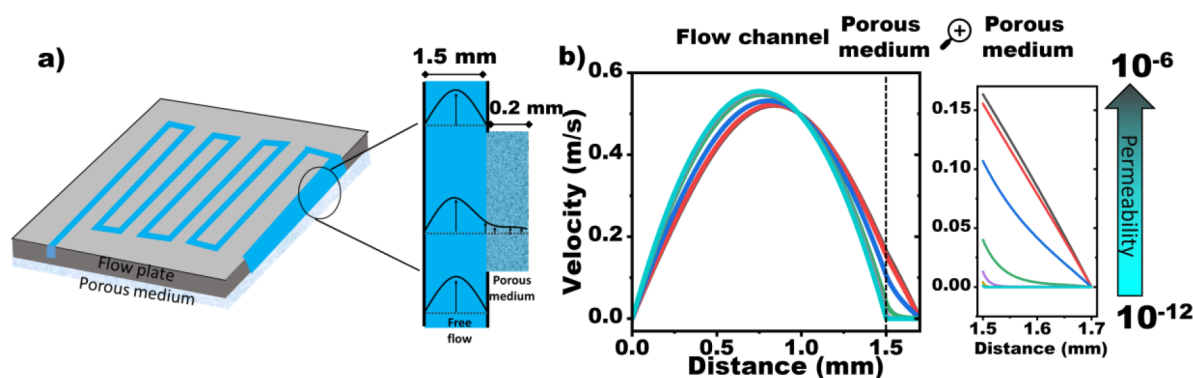 a)
1.5 mm
0.2 mm
Flow plate
Porous medium
Porous
medium
Free
flow
b)
Flow channel
Porous
medium
Porous
medium
Velocity (m/s)
0.6
0.4
0.2
0.0
0.0 0.5 1.0 1.5
Distance (mm)
0.15
0.10
0.05
0.00
1.5 1.6 1.7
Distance (mm)
10-6
Permeability
10-12